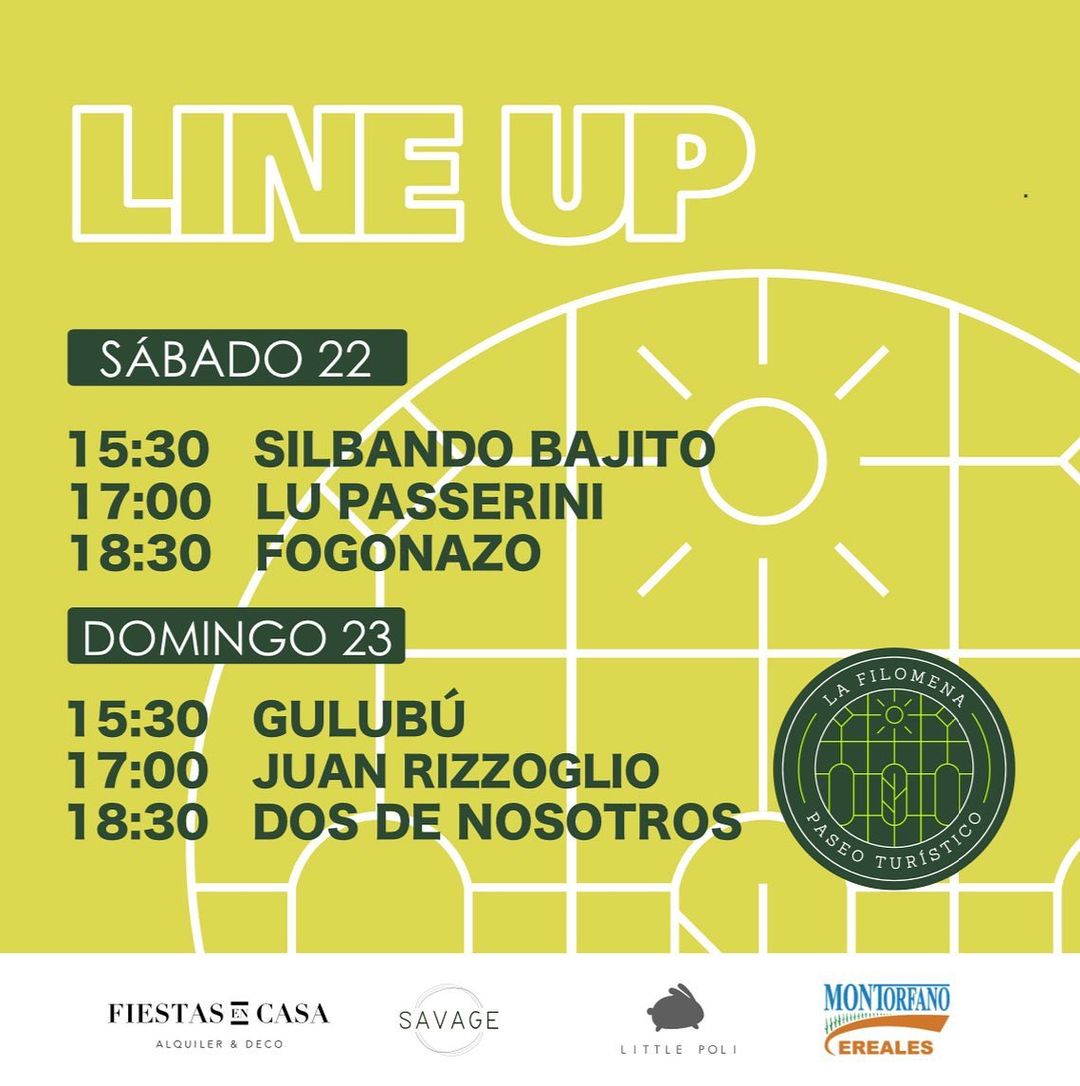 LINE UP
SÁBADO 22
15:30 SILBANDO BAJITO
17:00 LU PASSERINI
18:30 FOGONAZO
DOMINGO 23
15:30 GULUBÚ
17:00 JUAN RIZZOGLIO
18:30 DOS DE NOSOTROS
LA FILOMENA
PASEO TURÍSTICO
FIESTAS EN CASA
ALQUILER & DECO
SAVAGE
LITTLE POLI
MONTORFANO
CEREALES